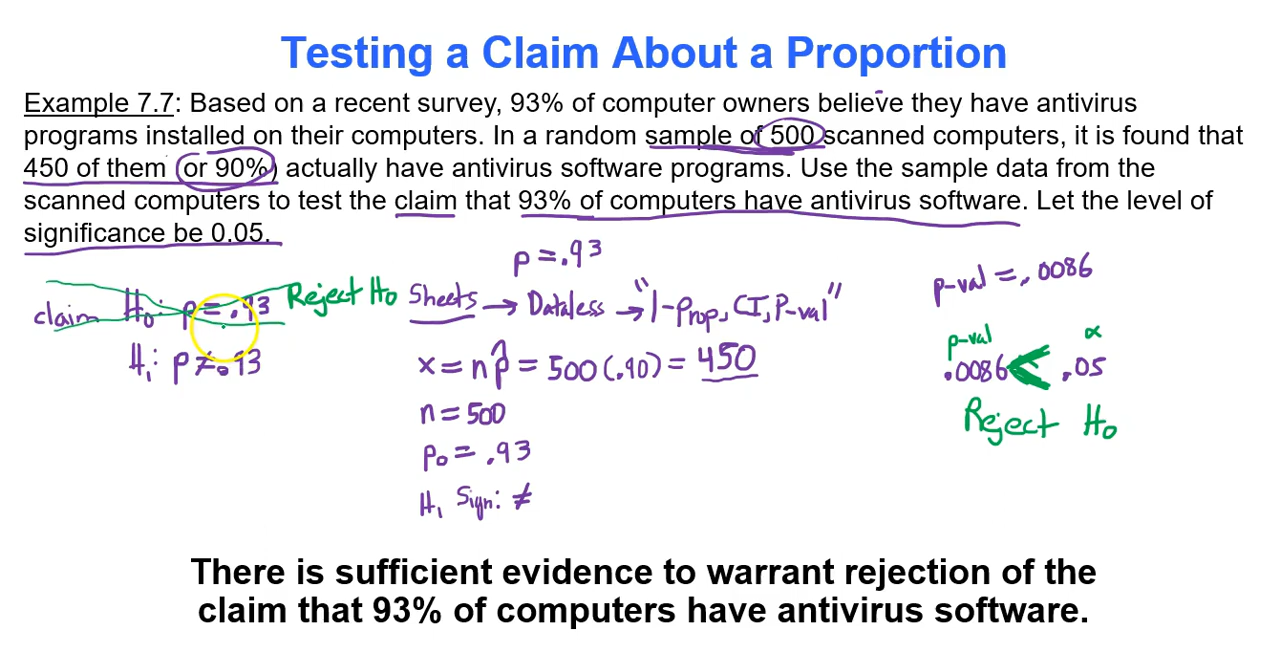 Testing a Claim About a Proportion
Example 7.7: Based on a recent survey, 93% of computer owners believe they have antivirus
programs installed on their computers. In a random sample of 500 scanned computers, it is found that
450 of them (or 90%) actually have antivirus software programs. Use the sample data from the
scanned computers to test the claim that 93% of computers have antivirus software. Let the level of
significance be 0.05.
p = .93
claim H₀: p = .93 Reject H₀
H₁: p ≠ .93
Sheets → Dataless → "1-Prop, CI, P-val"
x = np̂ = 500(.90) = 450
n = 500
p₀ = .93
H₁ Sign: ≠
p-val = .0086
p-val α
.0086 < .05
Reject H₀
There is sufficient evidence to warrant rejection of the
claim that 93% of computers have antivirus software.